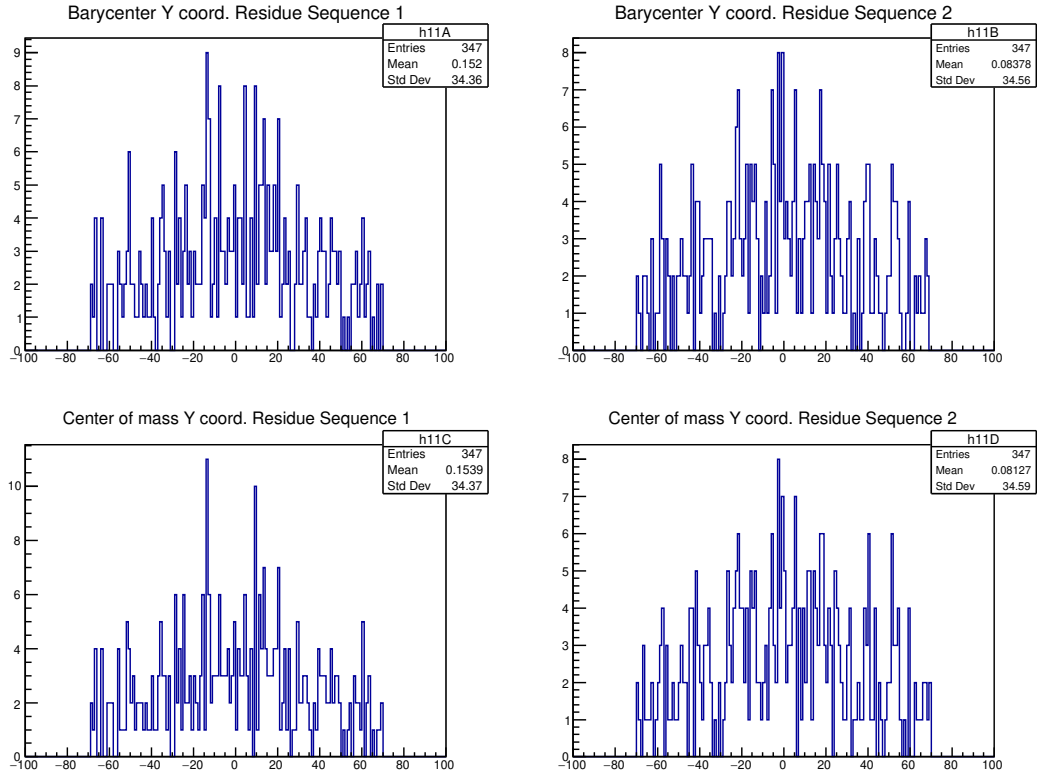 Barycenter Y coord. Residue Sequence 1
h11A
Entries 347
Mean 0.152
Std Dev 34.36
9
8
7
6
5
4
3
2
1
0
−100 −80 −60 −40 −20 0 20 40 60 80 100
Barycenter Y coord. Residue Sequence 2
h11B
Entries 347
Mean 0.08378
Std Dev 34.56
8
7
6
5
4
3
2
1
0
−100 −80 −60 −40 −20 0 20 40 60 80 100
Center of mass Y coord. Residue Sequence 1
h11C
Entries 347
Mean 0.1539
Std Dev 34.37
10
8
6
4
2
0
−100 −80 −60 −40 −20 0 20 40 60 80 100
Center of mass Y coord. Residue Sequence 2
h11D
Entries 347
Mean 0.08127
Std Dev 34.59
8
7
6
5
4
3
2
1
0
−100 −80 −60 −40 −20 0 20 40 60 80 100